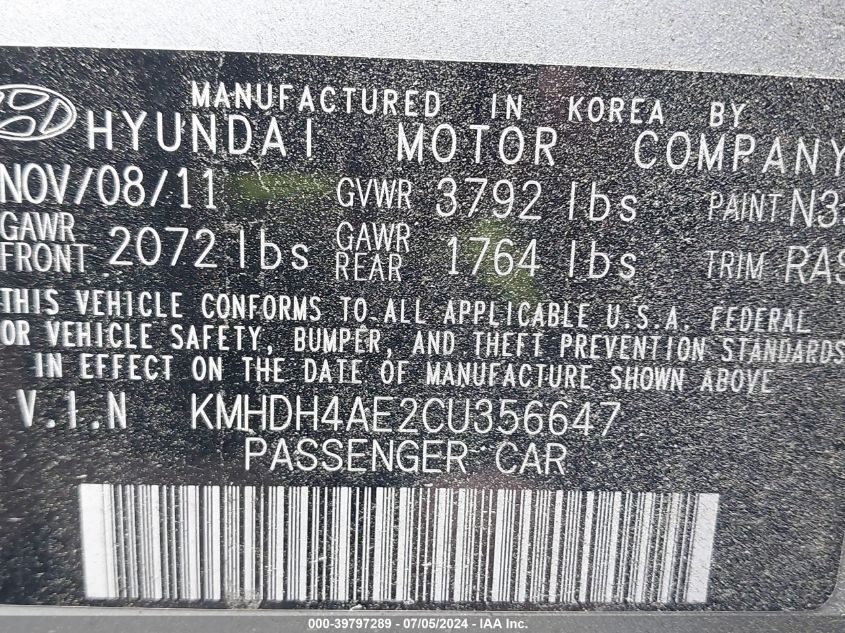 MANUFACTURED IN KOREA BY
HYUNDAI MOTOR COMPANY
NOV/08/11 GVWR 3792 lbs PAINT
GAWR FRONT 2072 lbs GAWR REAR 1764 lbs TRIM
THIS VEHICLE CONFORMS TO ALL APPLICABLE U.S.A. FEDERAL
OR VEHICLE SAFETY, BUMPER, AND THEFT PREVENTION STANDARDS
IN EFFECT ON THE DATE OF MANUFACTURE SHOWN ABOVE
V.I.N KMHDH4AE2CU356647
PASSENGER CAR
000-39797289 - 07/05/2024 - IAA Inc.